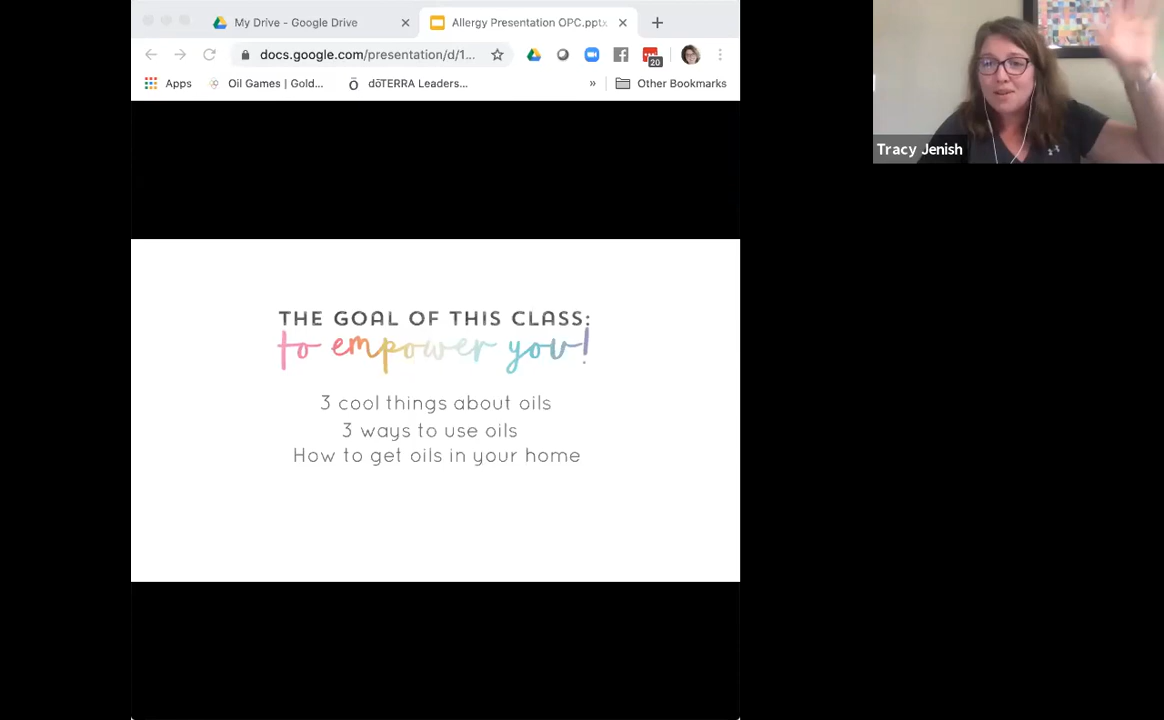 My Drive - Google Drive
Allergy Presentation OPC.pptx
docs.google.com/presentation/d/1...
20
Apps
Oil Games | Gold...
ō dōTERRA Leaders...
»
Other Bookmarks
Tracy Jenish
THE GOAL OF THIS CLASS:
to empower you!
3 cool things about oils
3 ways to use oils
How to get oils in your home